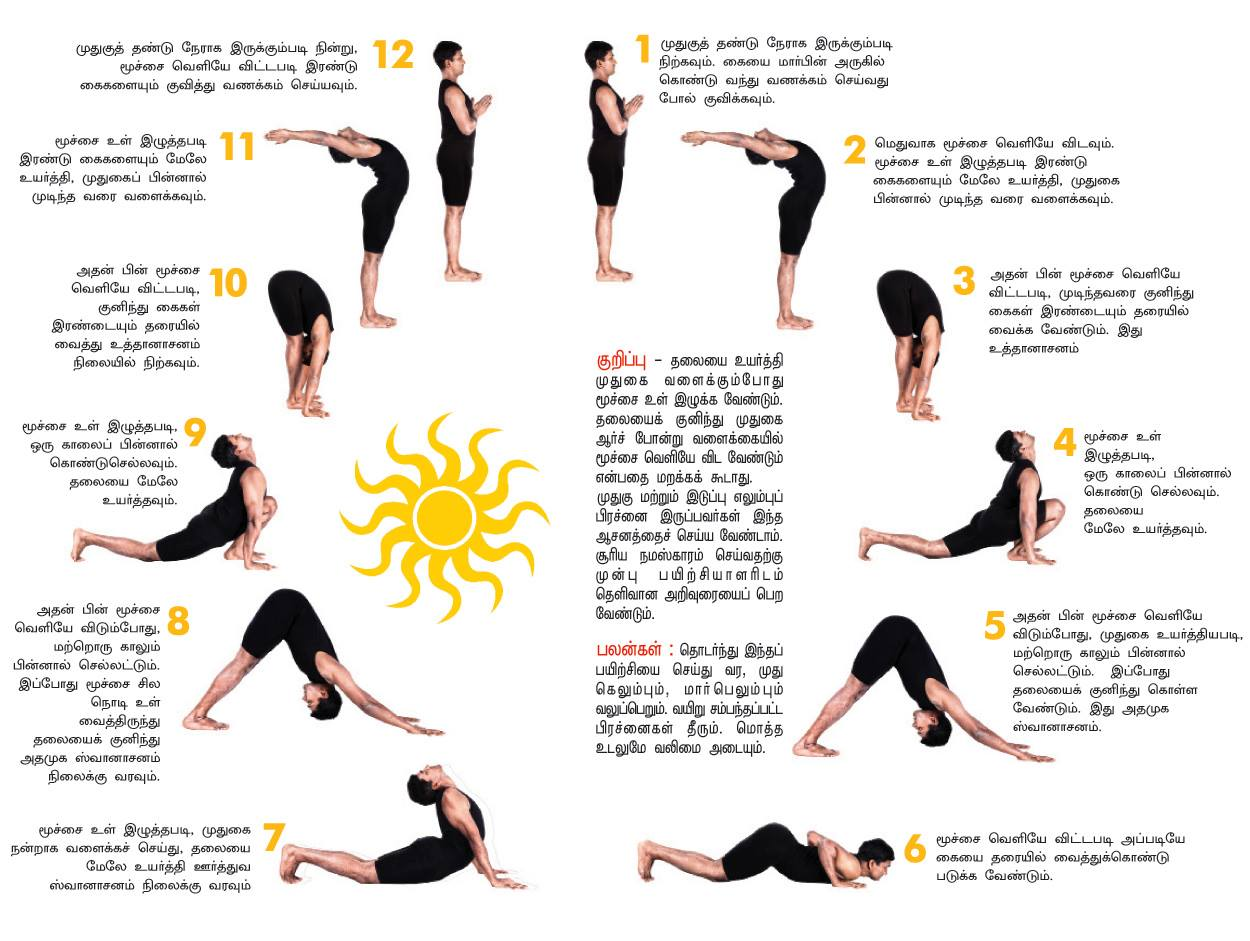 1
முதுகுத் தண்டு நேராக இருக்கும்படி
நிற்கவும். கையை மார்பின் அருகில்
கொண்டு வந்து வணக்கம் செய்வது
போல் குவிக்கவும்.
2
மெதுவாக மூச்சை வெளியே விடவும்.
மூச்சை உள் இழுத்தபடி இரண்டு
கைகளையும் மேலே உயர்த்தி, முதுகை
பின்னால் முடிந்த வரை வளைக்கவும்.
3
அதன் பின் மூச்சை வெளியே
விட்டபடி, முடிந்தவரை குனிந்து
கைகள் இரண்டையும் தரையில்
வைக்க வேண்டும். இது
உத்தானாசனம்
4
மூச்சை உள்
இழுத்தபடி,
ஒரு காலைப் பின்னால்
கொண்டு செல்லவும்.
தலையை
மேலே உயர்த்தவும்.
5
அதன் பின் மூச்சை வெளியே
விடும்போது, முதுகை உயர்த்தியபடி,
மற்றொரு காலும் பின்னால்
செல்லட்டும். இப்போது
தலையைக் குனிந்து கொள்ள
வேண்டும். இது அதமுக
ஸ்வானாசனம்.
6
மூச்சை வெளியே விட்டபடி அப்படியே
கையை தரையில் வைத்துக்கொண்டு
படுக்க வேண்டும்.
7
மூச்சை உள் இழுத்தபடி, முதுகை
நன்றாக வளைக்கச் செய்து, தலையை
மேலே உயர்த்தி ஊர்த்துவ
ஸ்வானாசனம் நிலைக்கு வரவும்
8
அதன் பின் மூச்சை
வெளியே விடும்போது,
மற்றொரு காலும்
பின்னால் செல்லட்டும்.
இப்போது மூச்சை சில
நொடி உள்
வைத்திருந்து
தலையைக் குனிந்து
அதமுக ஸ்வானாசனம்
நிலைக்கு வரவும்.
9
மூச்சை உள் இழுத்தபடி,
ஒரு காலைப் பின்னால்
கொண்டுசெல்லவும்.
தலையை மேலே
உயர்த்தவும்.
10
அதன் பின் மூச்சை
வெளியே விட்டபடி,
குனிந்து கைகள்
இரண்டையும் தரையில்
வைத்து உத்தானாசனம்
நிலையில் நிற்கவும்.
11
மூச்சை உள் இழுத்தபடி
இரண்டு கைகளையும் மேலே
உயர்த்தி, முதுகைப் பின்னால்
முடிந்த வரை வளைக்கவும்.
12
முதுகுத் தண்டு நேராக இருக்கும்படி நின்று,
மூச்சை வெளியே விட்டபடி இரண்டு
கைகளையும் குவித்து வணக்கம் செய்யவும்.
குறிப்பு – தலையை உயர்த்தி
முதுகை வளைக்கும்போது
மூச்சை உள் இழுக்க வேண்டும்.
தலையைக் குனிந்து முதுகை
ஆர்ச் போன்று வளைக்கையில்
மூச்சை வெளியே விட வேண்டும்
என்பதை மறக்கக் கூடாது.
முதுகு மற்றும் இடுப்பு எலும்புப்
பிரச்னை இருப்பவர்கள் இந்த
ஆசனத்தைச் செய்ய வேண்டாம்.
சூரிய நமஸ்காரம் செய்வதற்கு
முன்பு பயிற்சியாளரிடம்
தெளிவான அறிவுரையைப் பெற
வேண்டும்.
பலன்கள் : தொடர்ந்து இந்தப்
பயிற்சியை செய்து வர, முது
கெலும்பும், மார்பெலும்பும்
வலுப்பெறும். வயிறு சம்பந்தப்பட்ட
பிரச்னைகள் தீரும். மொத்த
உடலுமே வலிமை அடையும்.